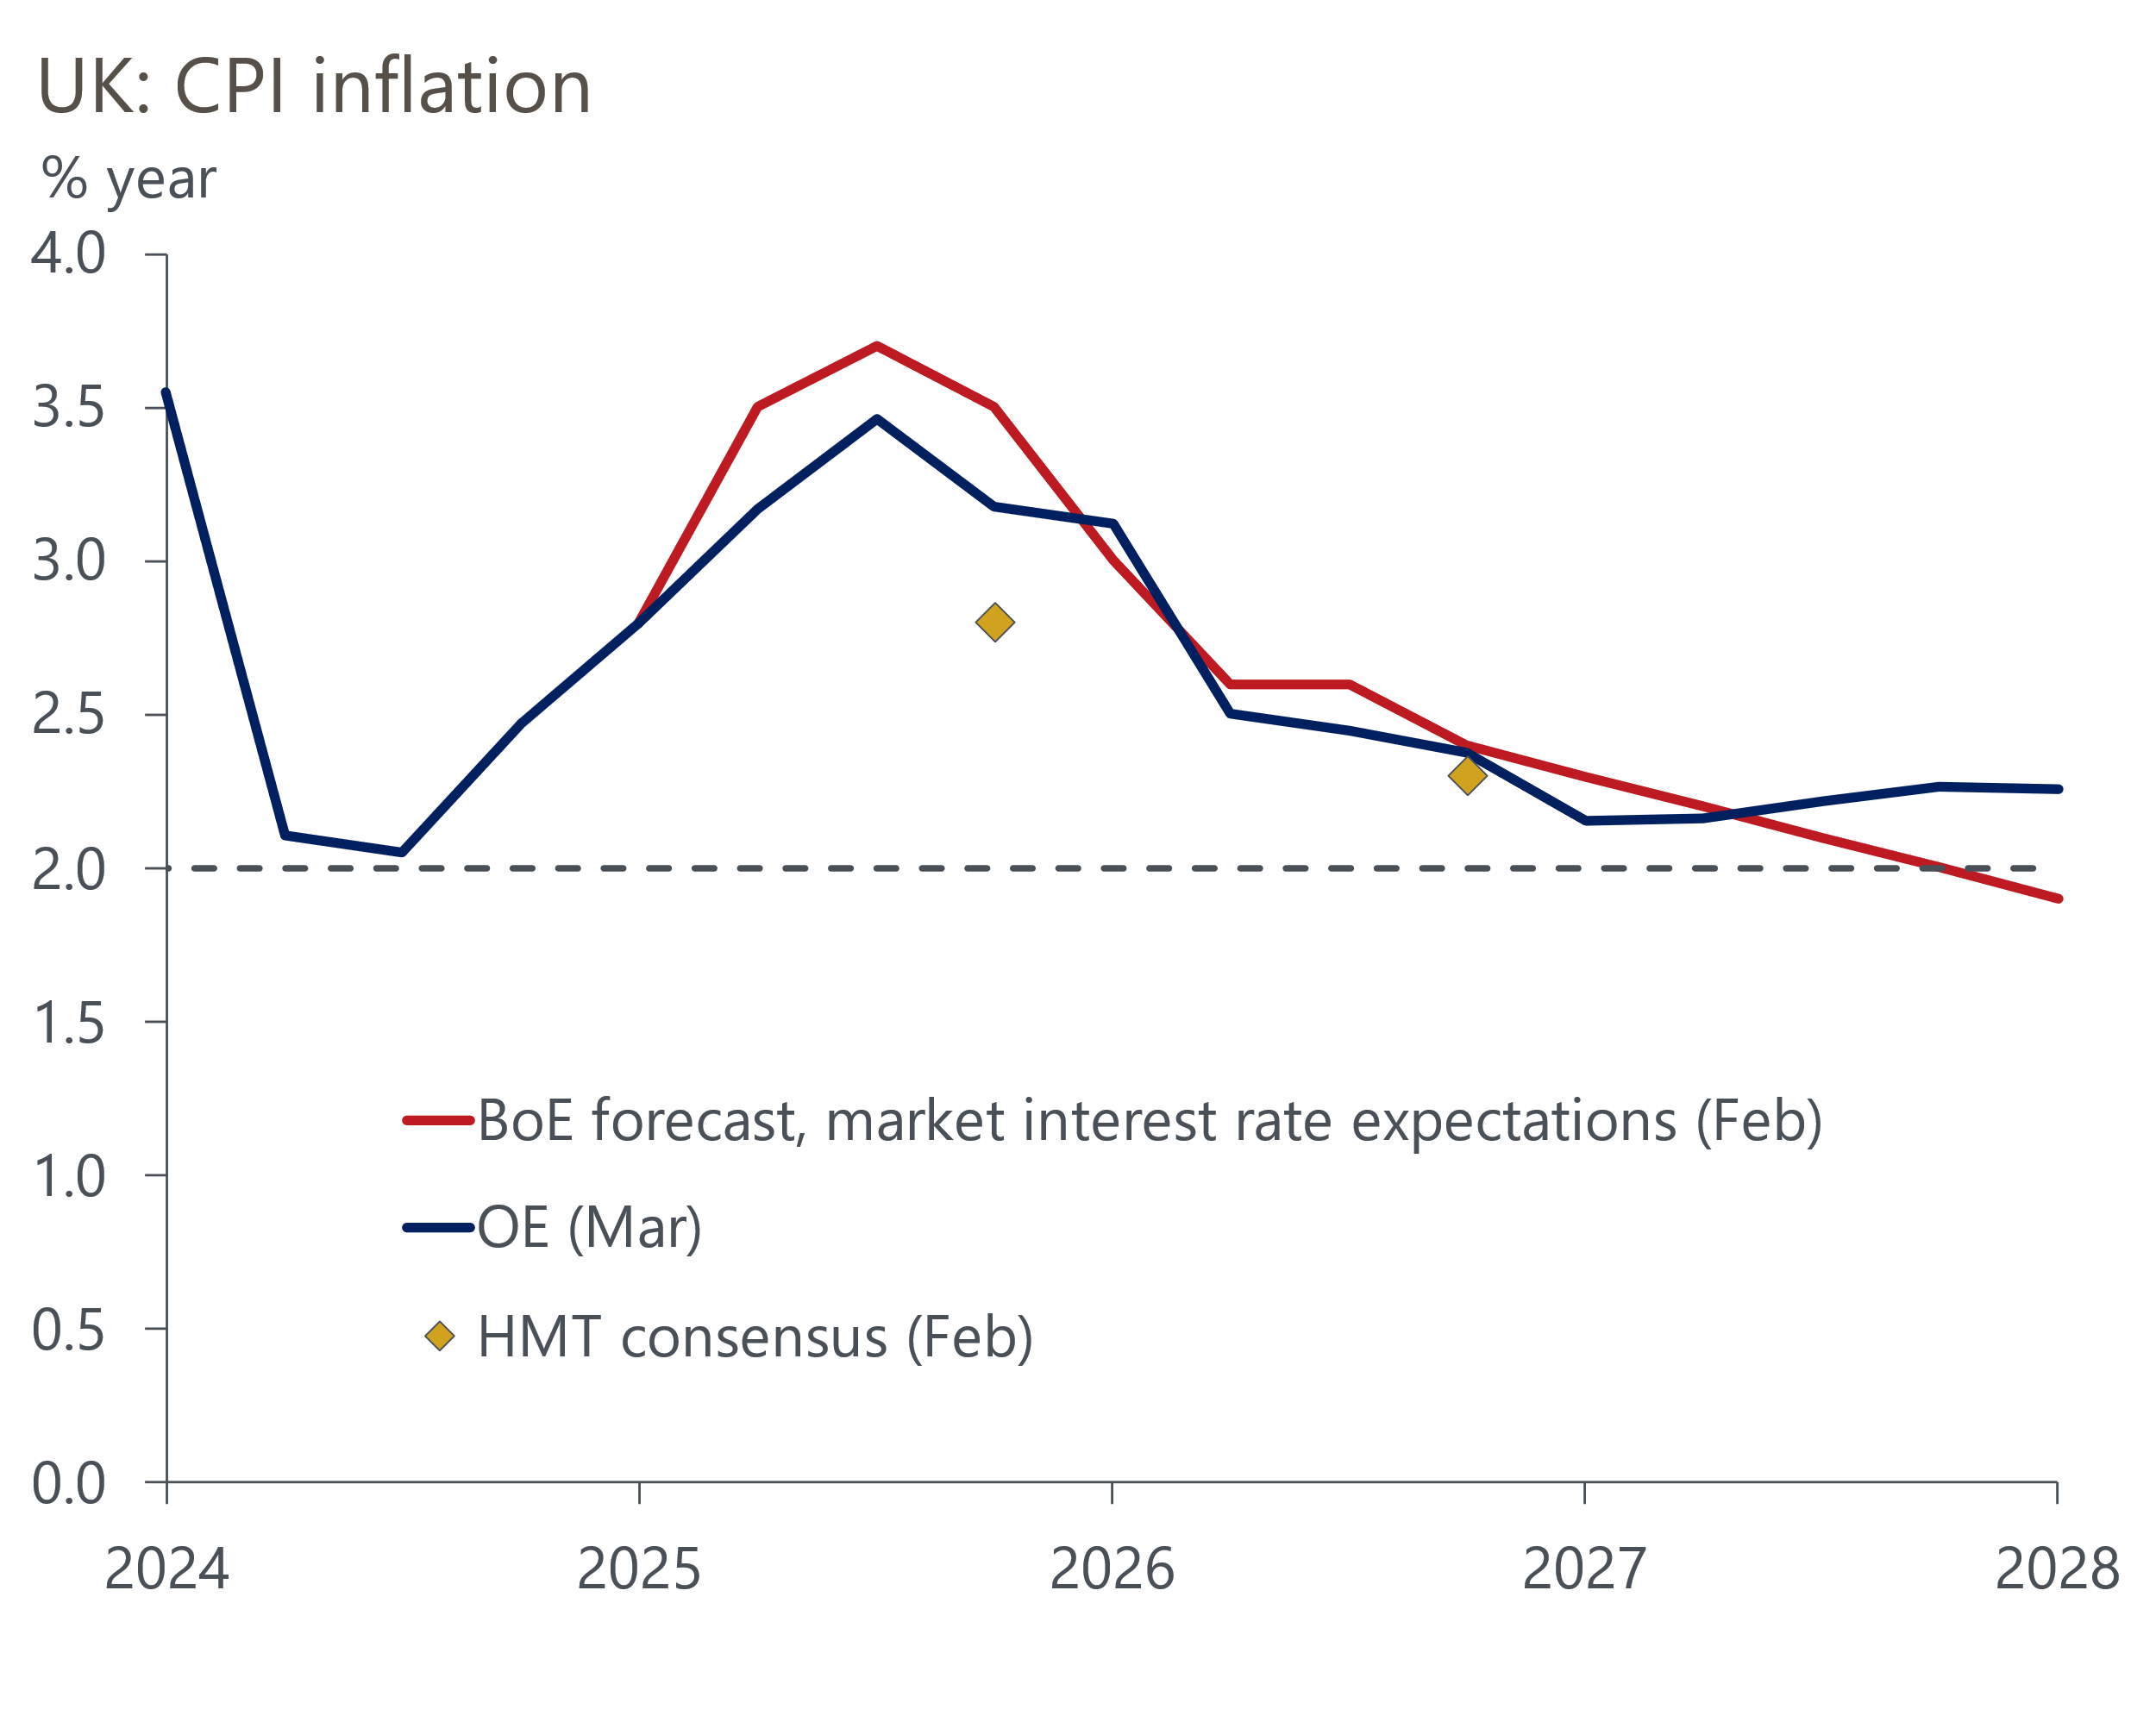 UK: CPI inflation
% year
4.0
3.5
3.0
2.5
2.0
1.5
1.0
0.5
0.0
BoE forecast, market interest rate expectations (Feb)
OE (Mar)
HMT consensus (Feb)
2024 2025 2026 2027 2028